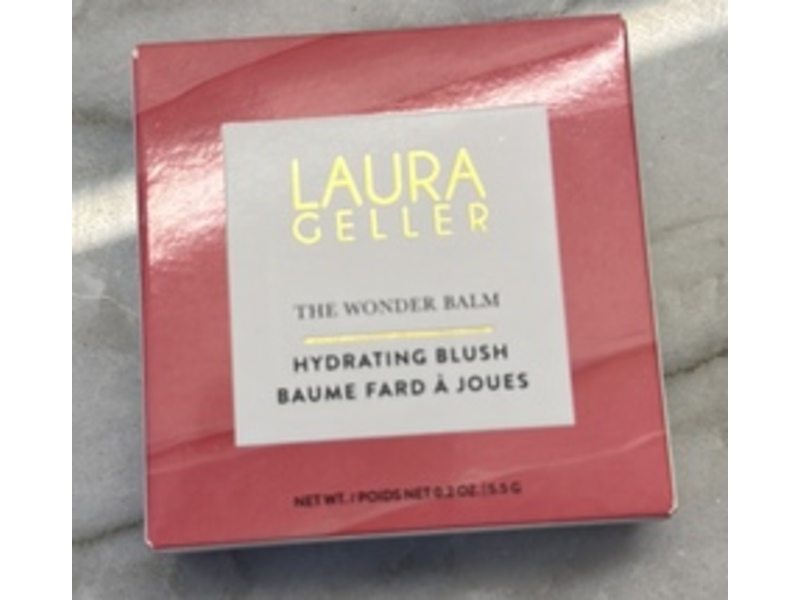 LAURA
GELLER
THE WONDER BALM
HYDRATING BLUSH
BAUME FARD À JOUES
NET WT. / POIDS NET 0.2 OZ. | 5.5 G